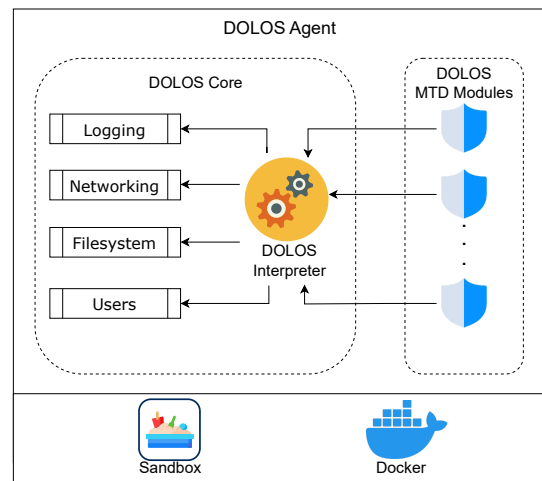 DOLOS Agent
DOLOS Core
Logging
Networking
Filesystem
Users
DOLOS
Interpreter
DOLOS
MTD Modules
Sandbox
Docker